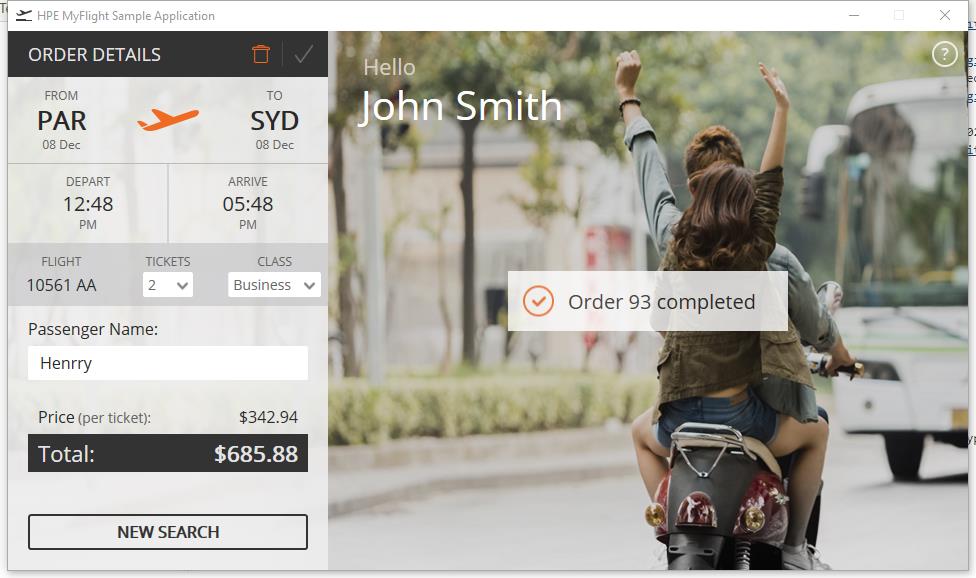 HPE MyFlight Sample Application
ORDER DETAILS
Hello
John Smith
?
FROM
TO
PAR
SYD
08 Dec
08 Dec
DEPART
ARRIVE
12:48
05:48
PM
PM
FLIGHT
TICKETS
CLASS
10561 AA
2
Business
Order 93 completed
Passenger Name:
Henrry
Price (per ticket):
$342.94
Total:
$685.88
NEW SEARCH